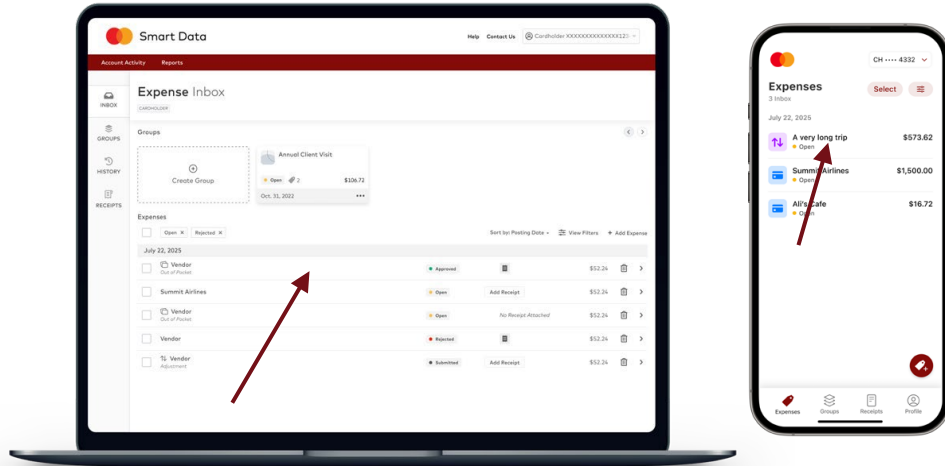 Smart Data
Help Contact Us Cardholder XXXXXXXXXXXXXX123
Account Activity Reports
INBOX
GROUPS
HISTORY
RECEIPTS
Expense Inbox
CARDHOLDER
Groups
Create Group
Annual Client Visit
Open 2 $106.72
Oct. 31, 2022
Expenses
Open X Rejected X
Sort by: Posting Date View Filters + Add Expense
July 22, 2025
Vendor Approved $52.24
Out of Pocket
Summit Airlines Open Add Receipt $52.24
Vendor Open No Receipt Attached $52.24
Out of Pocket
Vendor Rejected $52.24
Vendor Submitted Add Receipt $52.24
Adjustment
CH •••• 4332
Expenses
Select
3 Inbox
July 22, 2025
A very long trip $573.62
Open
Summit Airlines $1,500.00
Open
Ali's Cafe $16.72
Open
Expenses Groups Receipts Profile